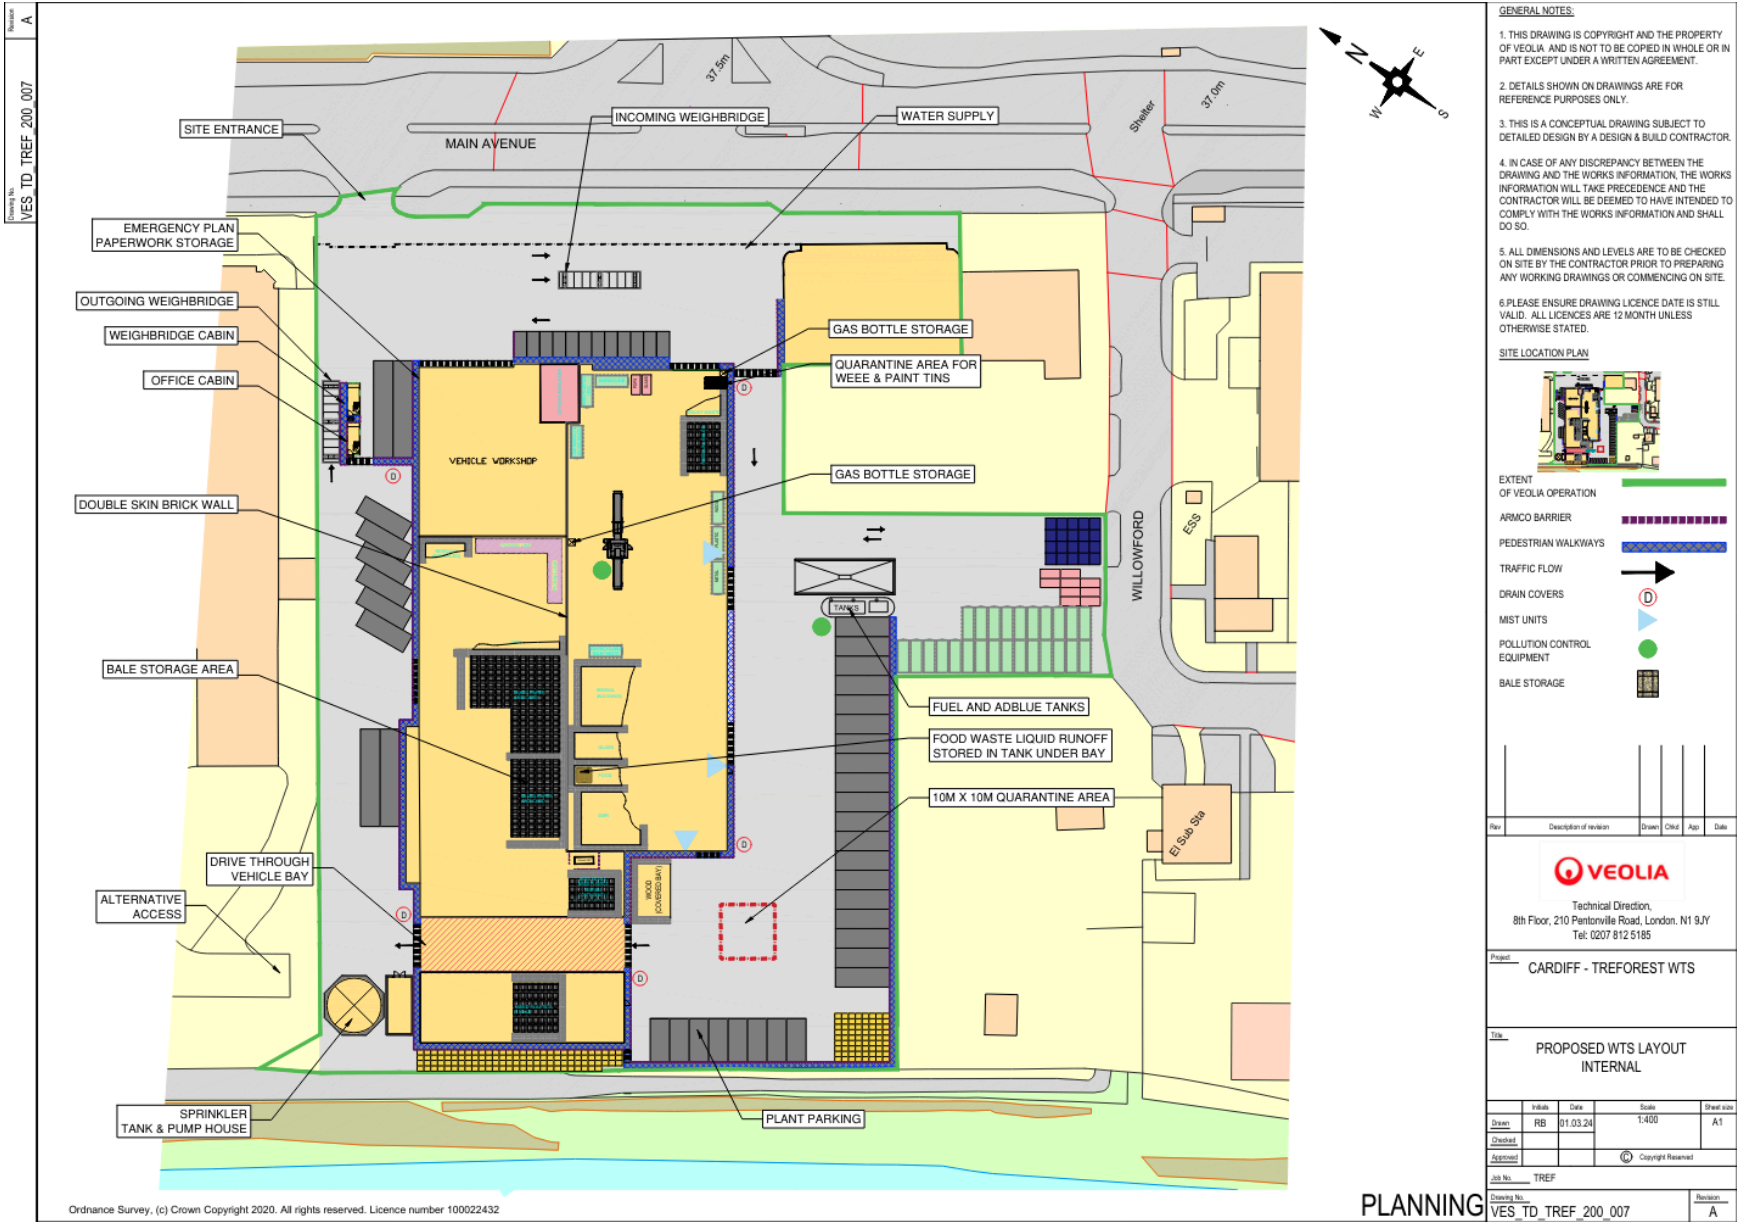 Revision
A
Drawing No.
VES_TD_TREF_200_007
SITE ENTRANCE
MAIN AVENUE
INCOMING WEIGHBRIDGE
WATER SUPPLY
37.5m
Shelter
37.0m
N
E
W
S
EMERGENCY PLAN
PAPERWORK STORAGE
OUTGOING WEIGHBRIDGE
WEIGHBRIDGE CABIN
OFFICE CABIN
GAS BOTTLE STORAGE
QUARANTINE AREA FOR
WEEE & PAINT TINS
D
D
VEHICLE WORKSHOP
GAS BOTTLE STORAGE
DOUBLE SKIN BRICK WALL
ESS
WILLOWFORD
TANKS
BALE STORAGE AREA
FUEL AND ADBLUE TANKS
FOOD WASTE LIQUID RUNOFF
STORED IN TANK UNDER BAY
10M X 10M QUARANTINE AREA
El Sub Sta
D
DRIVE THROUGH
VEHICLE BAY
WOOD
(COVERED BAY)
ALTERNATIVE
ACCESS
D
D
SPRINKLER
TANK & PUMP HOUSE
PLANT PARKING
Ordnance Survey, (c) Crown Copyright 2020. All rights reserved. Licence number 100022432
PLANNING
GENERAL NOTES:
1. THIS DRAWING IS COPYRIGHT AND THE PROPERTY
OF VEOLIA AND IS NOT TO BE COPIED IN WHOLE OR IN
PART EXCEPT UNDER A WRITTEN AGREEMENT.
2. DETAILS SHOWN ON DRAWINGS ARE FOR
REFERENCE PURPOSES ONLY.
3. THIS IS A CONCEPTUAL DRAWING SUBJECT TO
DETAILED DESIGN BY A DESIGN & BUILD CONTRACTOR.
4. IN CASE OF ANY DISCREPANCY BETWEEN THE
DRAWING AND THE WORKS INFORMATION, THE WORKS
INFORMATION WILL TAKE PRECEDENCE AND THE
CONTRACTOR WILL BE DEEMED TO HAVE INTENDED TO
COMPLY WITH THE WORKS INFORMATION AND SHALL
DO SO.
5. ALL DIMENSIONS AND LEVELS ARE TO BE CHECKED
ON SITE BY THE CONTRACTOR PRIOR TO PREPARING
ANY WORKING DRAWINGS OR COMMENCING ON SITE.
6.PLEASE ENSURE DRAWING LICENCE DATE IS STILL
VALID. ALL LICENCES ARE 12 MONTH UNLESS
OTHERWISE STATED.
SITE LOCATION PLAN
EXTENT
OF VEOLIA OPERATION
ARMCO BARRIER
PEDESTRIAN WALKWAYS
TRAFFIC FLOW
DRAIN COVERS
D
MIST UNITS
POLLUTION CONTROL
EQUIPMENT
BALE STORAGE
Rev Description of revision Drawn Chkd App Date
VEOLIA
Technical Direction,
8th Floor, 210 Pentonville Road, London. N1 9JY
Tel: 0207 812 5185
Project
CARDIFF - TREFOREST WTS
Title
PROPOSED WTS LAYOUT
INTERNAL
Initials Date Scale Sheet size
Drawn RB 01.03.24 1:400 A1
Checked
Approved © Copyright Reserved
Job No. TREF
Drawing No. Revision
VES_TD_TREF_200_007 A